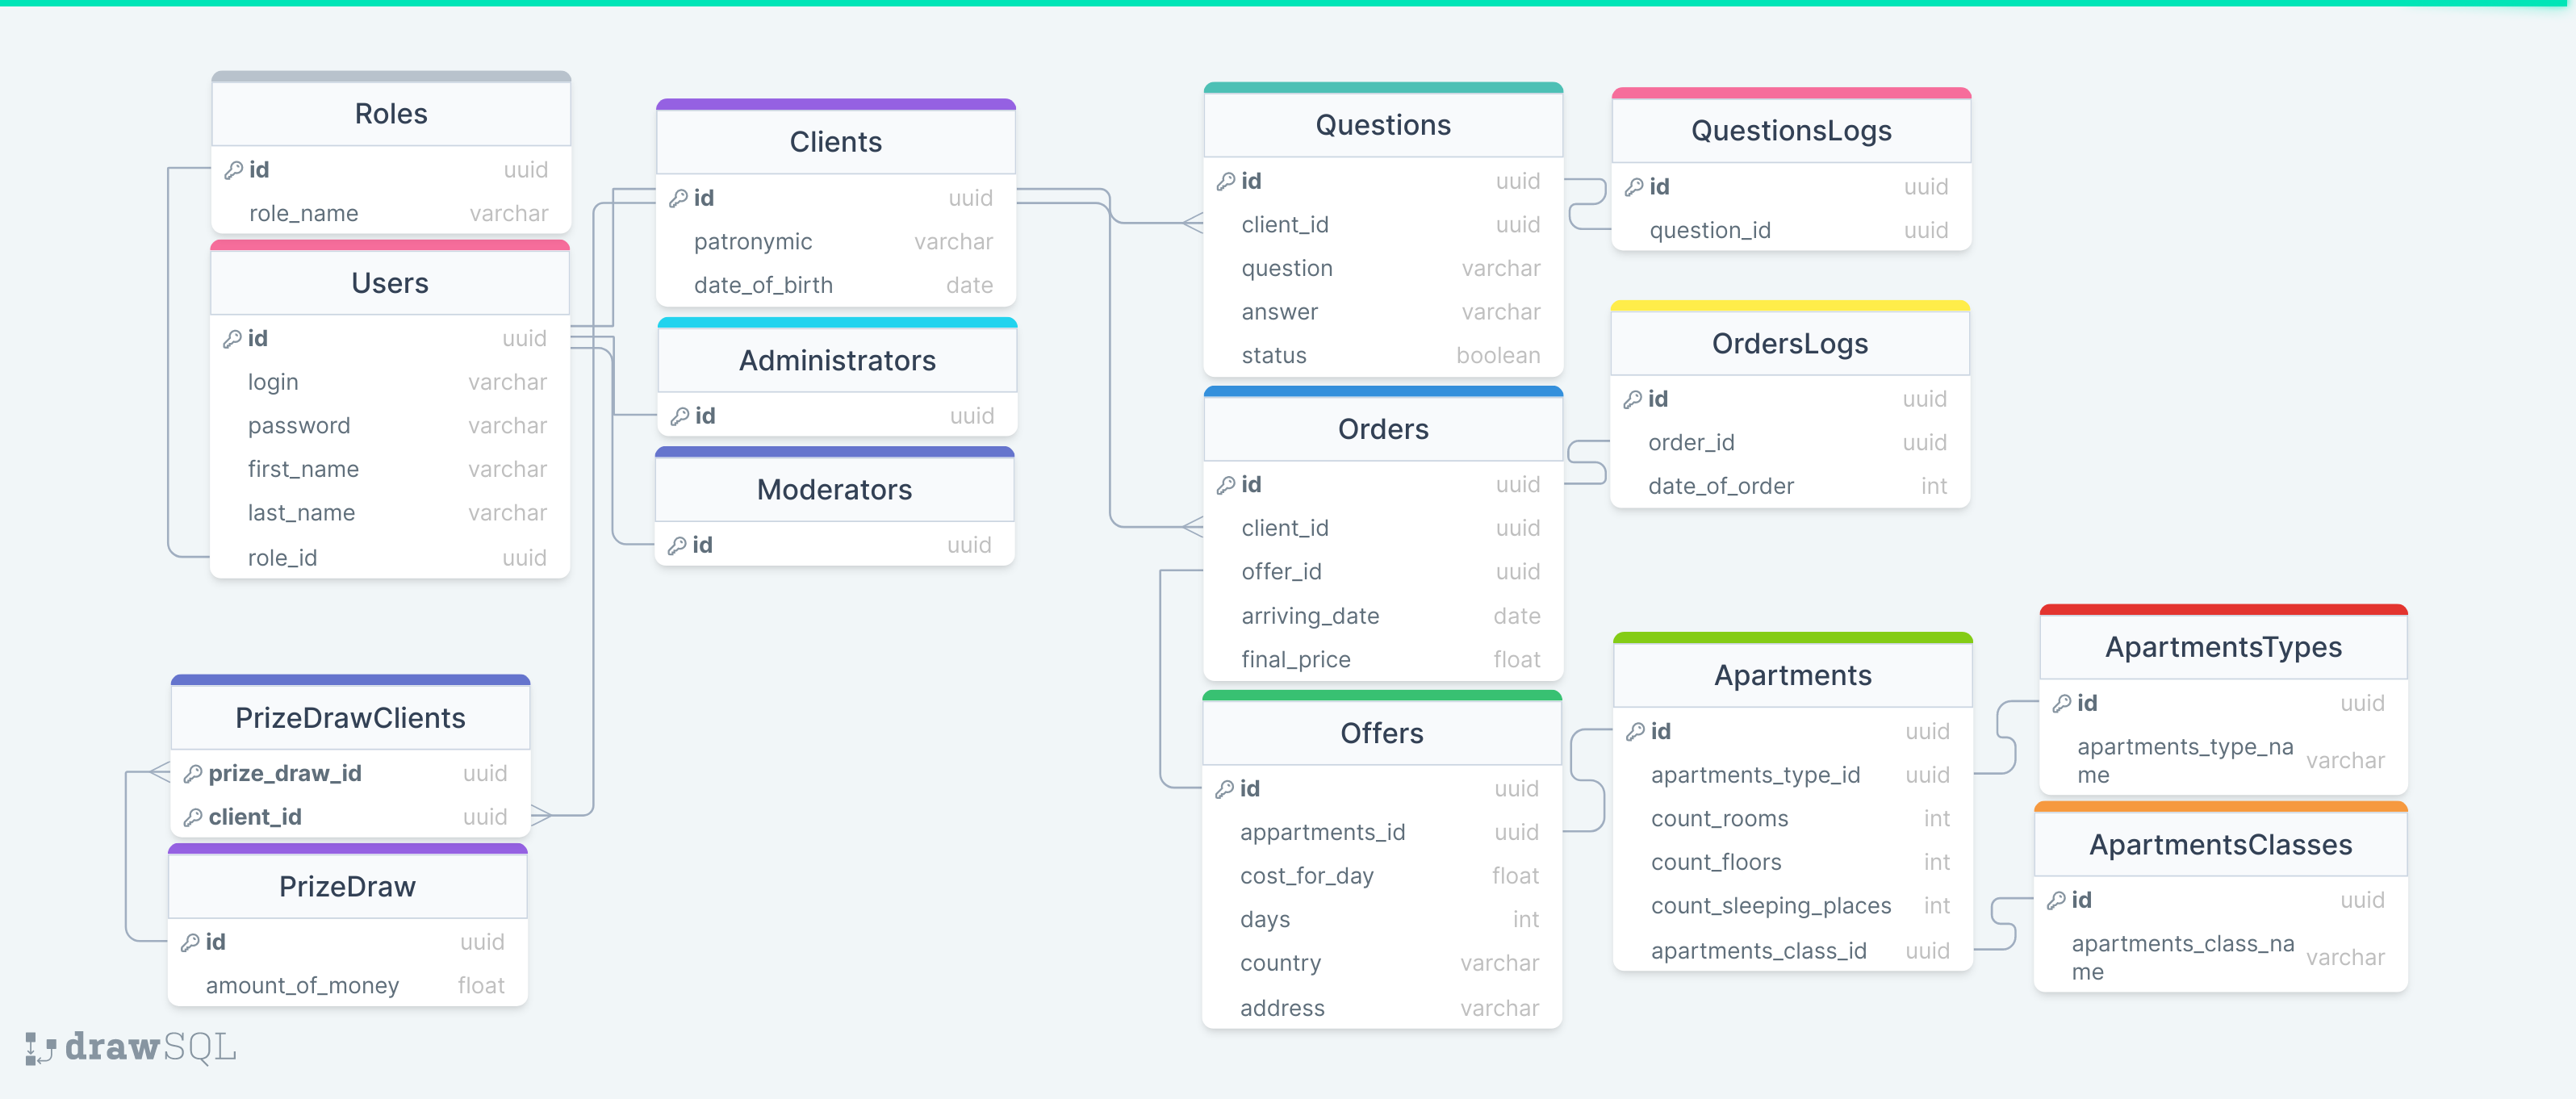 Roles
id uuid
role_name varchar
Users
id uuid
login varchar
password varchar
first_name varchar
last_name varchar
role_id uuid
Clients
id uuid
patronymic varchar
date_of_birth date
Administrators
id uuid
Moderators
id uuid
PrizeDrawClients
prize_draw_id uuid
client_id uuid
PrizeDraw
id uuid
amount_of_money float
Questions
id uuid
client_id uuid
question varchar
answer varchar
status boolean
QuestionsLogs
id uuid
question_id uuid
Orders
id uuid
client_id uuid
offer_id uuid
arriving_date date
final_price float
OrdersLogs
id uuid
order_id uuid
date_of_order int
Offers
id uuid
appartments_id uuid
cost_for_day float
days int
country varchar
address varchar
Apartments
id uuid
apartments_type_id uuid
count_rooms int
count_floors int
count_sleeping_places int
apartments_class_id uuid
ApartmentsTypes
id uuid
apartments_type_na
me varchar
ApartmentsClasses
id uuid
apartments_class_na
me varchar
drawSQL